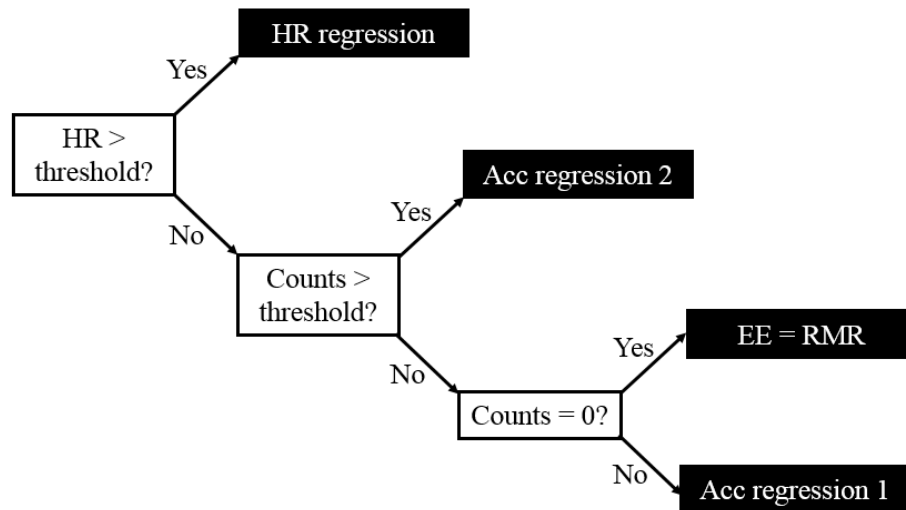 HR regression
Yes
HR >
threshold?
Acc regression 2
No
Yes
Counts >
threshold?
EE = RMR
Yes
No
Counts = 0?
No
Acc regression 1